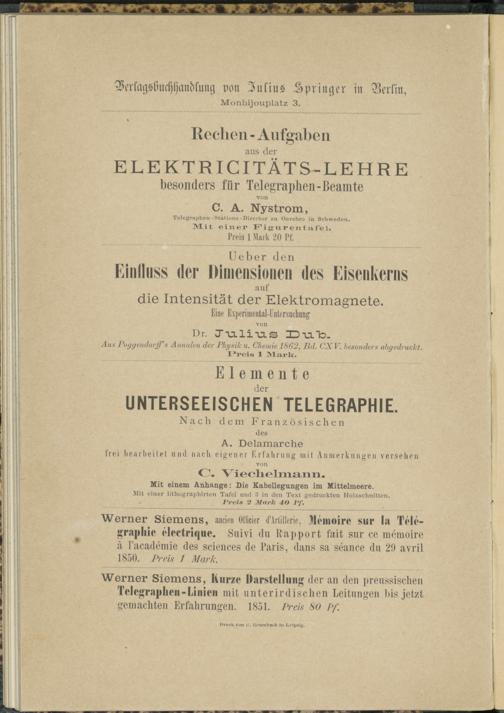 Verlagsbuchhandlung von Julius Springer in Berlin,
Monbijouplatz 3.
Rechen-Aufgaben
aus der
ELEKTRICITÄTS-LEHRE
besonders für Telegraphen-Beamte
von
C. A. Nystrom,
Telegraphen-Stations-Director zu Oerebro in Schweden.
Mit einer Figurentafel.
Preis 1 Mark 20 Pf.
Ueber den
Einfluss der Dimensionen des Eisenkerns
auf
die Intensität der Elektromagnete.
Eine Experimental-Untersuchung
von
Dr. Julius Dub.
Aus Poggendorff's Annalen der Physik u. Chemie 1862, Bd. CXV. besonders abgedruckt.
Preis 1 Mark.
Elemente
der
UNTERSEEISCHEN TELEGRAPHIE.
Nach dem Französischen
des
A. Delamarche
frei bearbeitet und nach eigener Erfahrung mit Anmerkungen versehen
von
C. Viechelmann.
Mit einem Anhange: Die Kabellegungen im Mittelmeere.
Mit einer lithographirten Tafel und 3 in den Text gedruckten Holzschnitten.
Preis 2 Mark 40 Pf.
Werner Siemens, ancien Officier d'Artillerie, Mémoire sur la Télé-
graphie électrique. Suivi du Rapport fait sur ce mémoire
à l'académie des sciences de Paris, dans sa séance du 29 avril
1850. Preis 1 Mark.
Werner Siemens, Kurze Darstellung der an den preussischen
Telegraphen-Linien mit unterirdischen Leitungen bis jetzt
gemachten Erfahrungen. 1851. Preis 80 Pf.
Druck von in Leipzig.